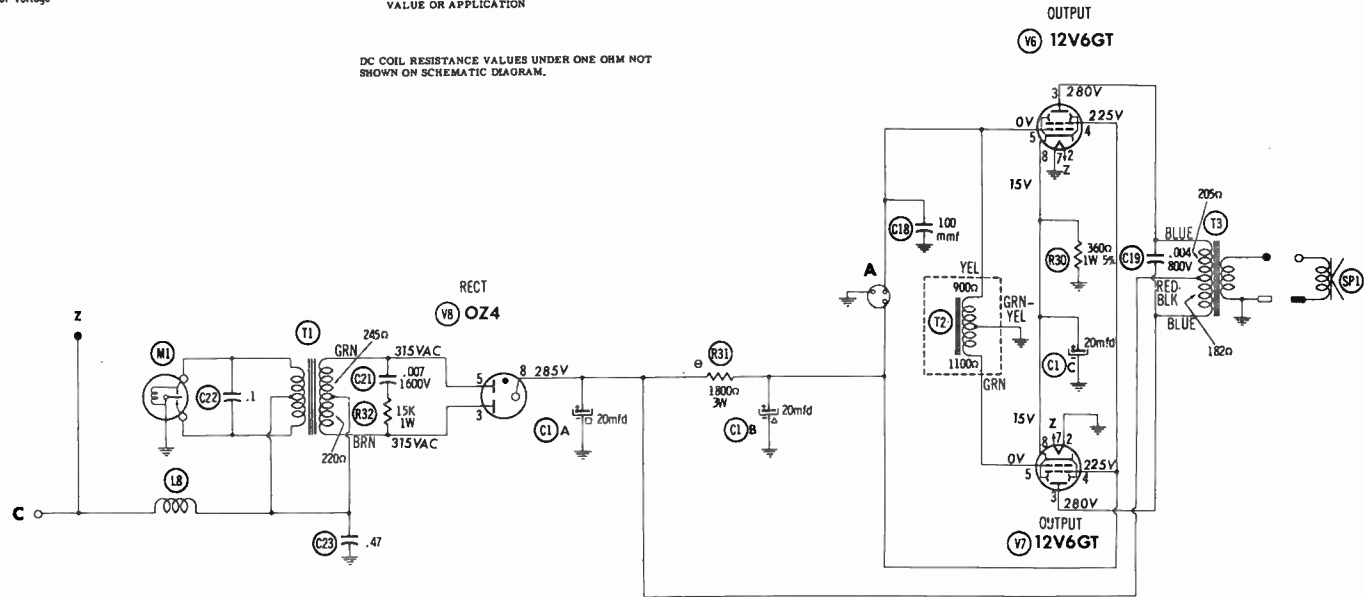 VALUE OR APPLICATION
DC COIL RESISTANCE VALUES UNDER ONE OHM NOT
SHOWN ON SCHEMATIC DIAGRAM.
OUTPUT
V6 12V6GT
3 280V
0V
225V
5
4
8 7 2
Z
15V
C18
100
mmf
R30
360Ω
1W 5%
205Ω
T3
BLUE
C19
.004
800V
RED-
BLK
BLUE
182Ω
SP1
A
YEL
900Ω
GRN-
YEL
T2
1100Ω
GRN
20mfd
C1 C
RECT
V8 OZ4
Z
M1
T1
245Ω
GRN
315VAC
C22
.1
C21
.007
1600V
R32
15K
1W
5
3
8 285V
BRN
315VAC
220Ω
C1 A
20mfd
R31
1800Ω
3W
C1 B
20mfd
L8
C
C23
.47
15V
Z
8 7 2
0V
225V
5
4
3
280V
OUTPUT
V7 12V6GT